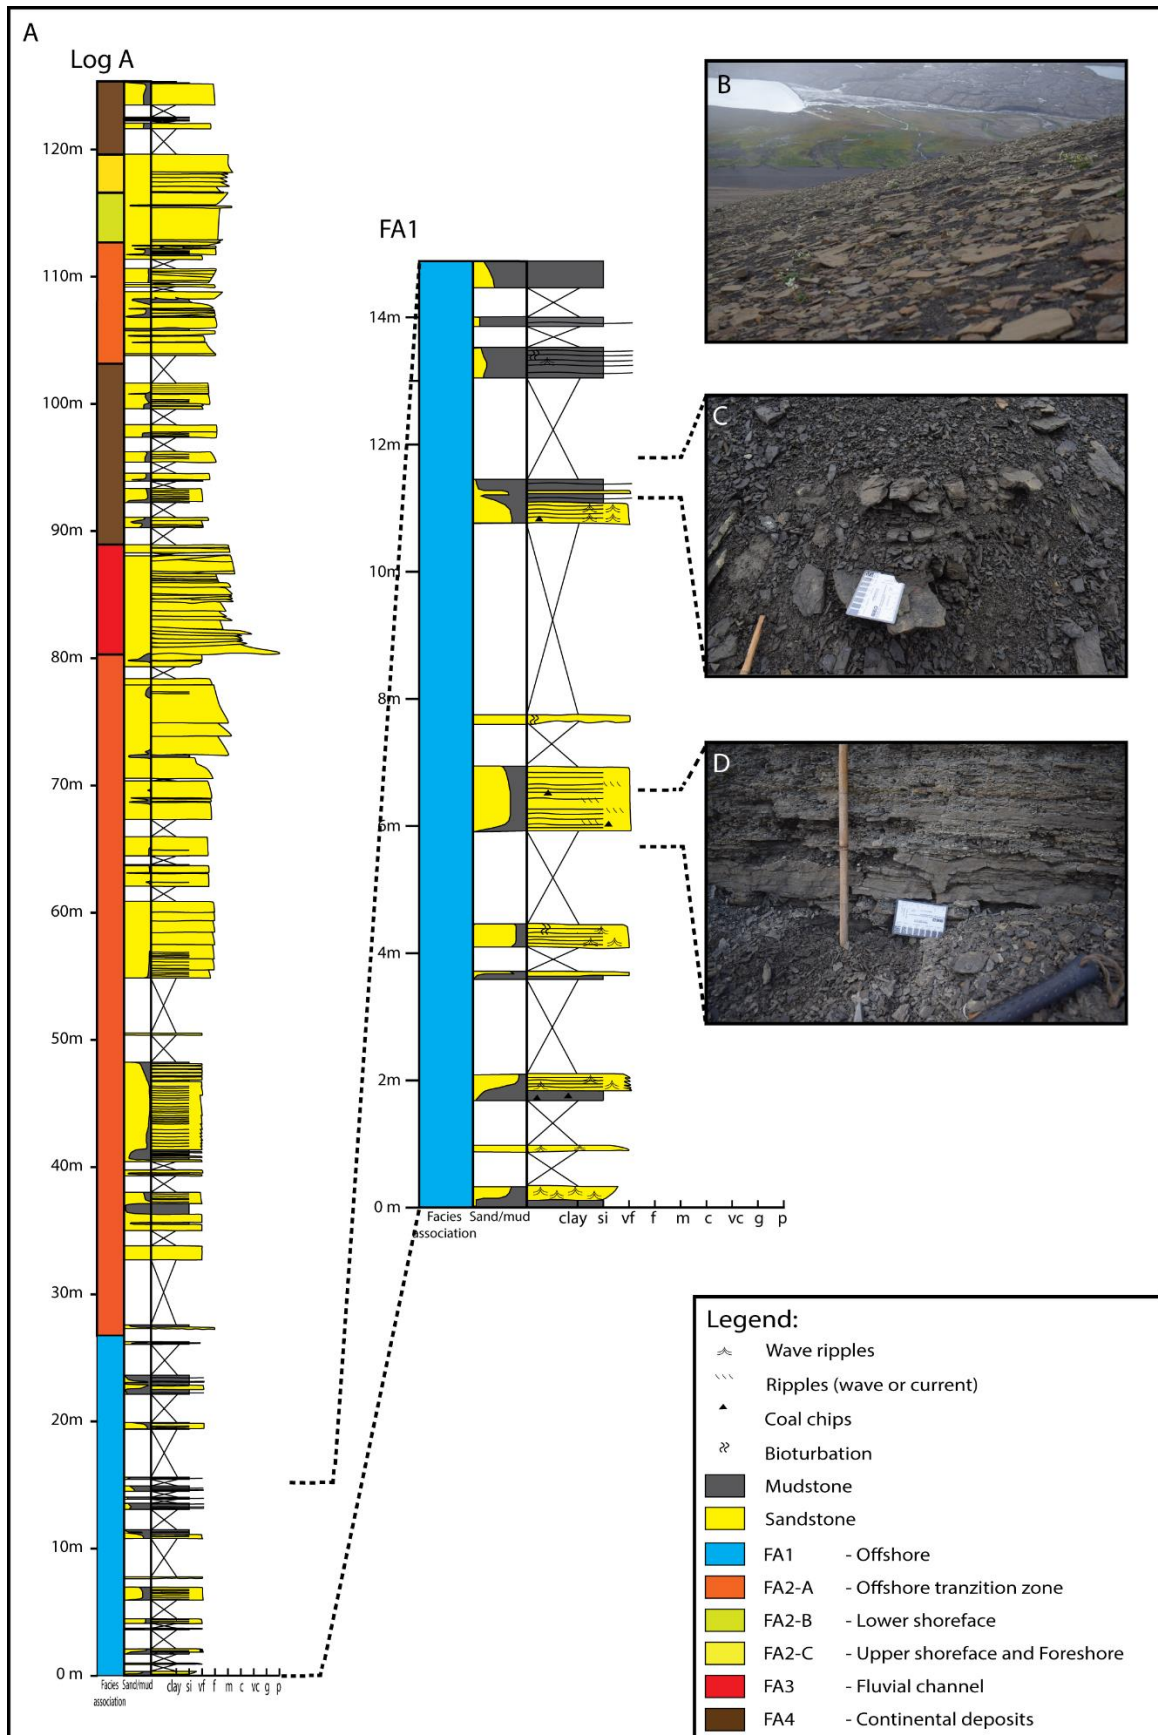 A
Log A
120m
110m
100m
90m
80m
70m
60m
50m
40m
30m
20m
10m
0 m
Facies association
Sand/mud
clay si vf f m c vc g p
FA1
14m
12m
10m
8m
6m
4m
2m
0 m
Facies association
Sand/mud
clay si vf f m c vc g p
B
C
D
Legend:
Wave ripples
Ripples (wave or current)
Coal chips
Bioturbation
Mudstone
Sandstone
FA1 - Offshore
FA2-A - Offshore tranzition zone
FA2-B - Lower shoreface
FA2-C - Upper shoreface and Foreshore
FA3 - Fluvial channel
FA4 - Continental deposits